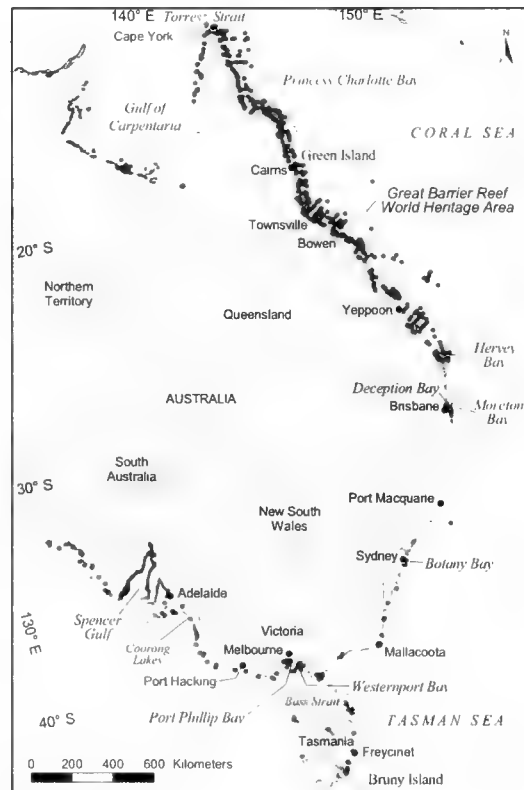 140° E
150° E
Torres Strait
Cape York
N
Princess Charlotte Bay
Gulf of
Carpentaria
CORAL SEA
Green Island
Cairns
Great Barrier Reef
World Heritage Area
Townsville
Bowen
20° S
Northern
Territory
Queensland
Yeppoon
Hervey
Bay
Deception Bay
AUSTRALIA
Brisbane
Moreton
Bay
South
Australia
30° S
Port Macquarie
New South
Wales
Sydney
Botany Bay
Adelaide
Spencer
Gulf
130° E
Coorong
Lakes
Victoria
Melbourne
Mallacoota
Port Hacking
Westernport Bay
Port Phillip Bay
Bass Strait
TASMAN SEA
40° S
Tasmania
Freycinet
0 200 400 600 Kilometers
Bruny Island